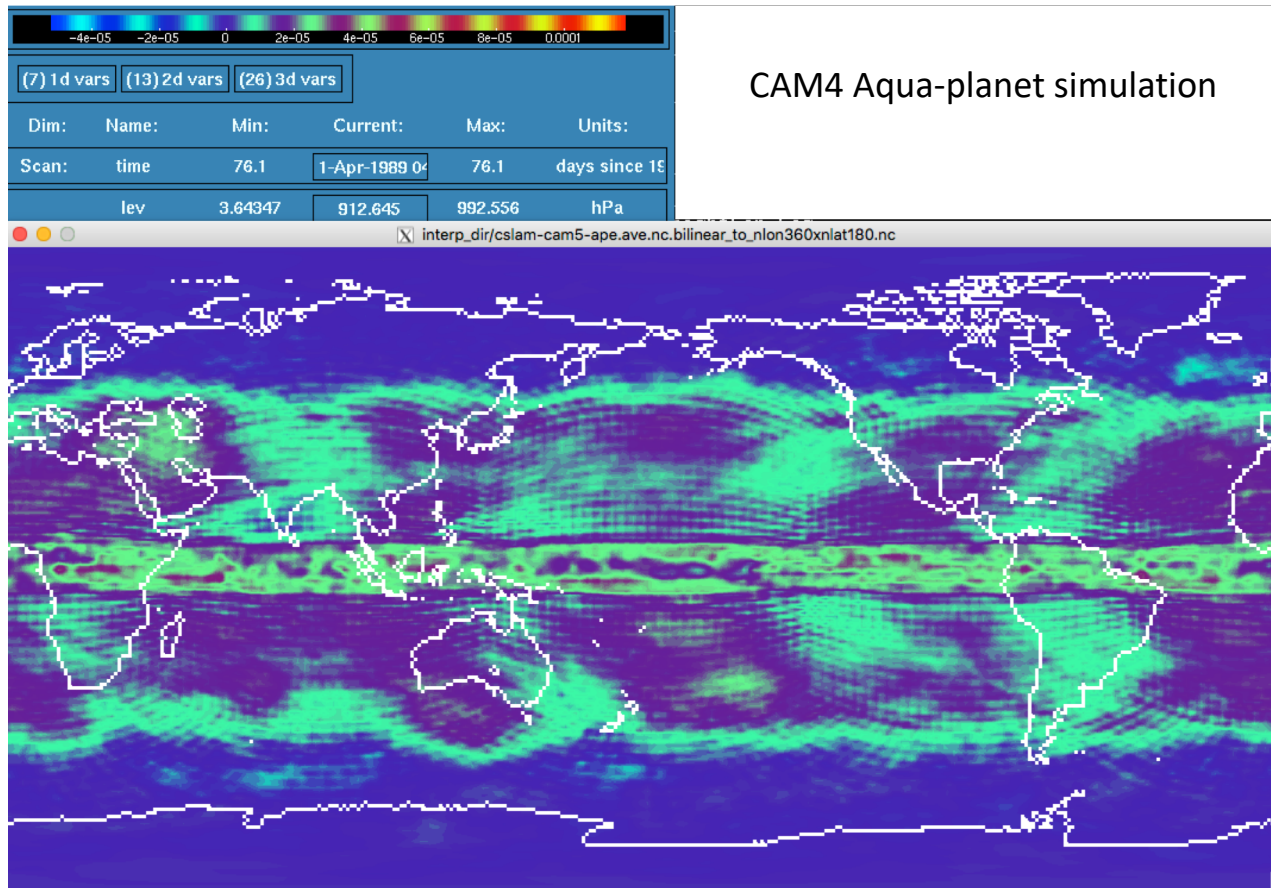 -4e-05 -2e-05 0 2e-05 4e-05 6e-05 8e-05 0.0001
(7) 1d vars (13) 2d vars (26) 3d vars
Dim: Name: Min: Current: Max: Units:
Scan: time 76.1 1-Apr-1989 04 76.1 days since 19
lev 3.64347 912.645 992.556 hPa
CAM4 Aqua-planet simulation
X interp_dir/cslam-cam5-ape.ave.nc.bilinear_to_nlon360xnlat180.nc